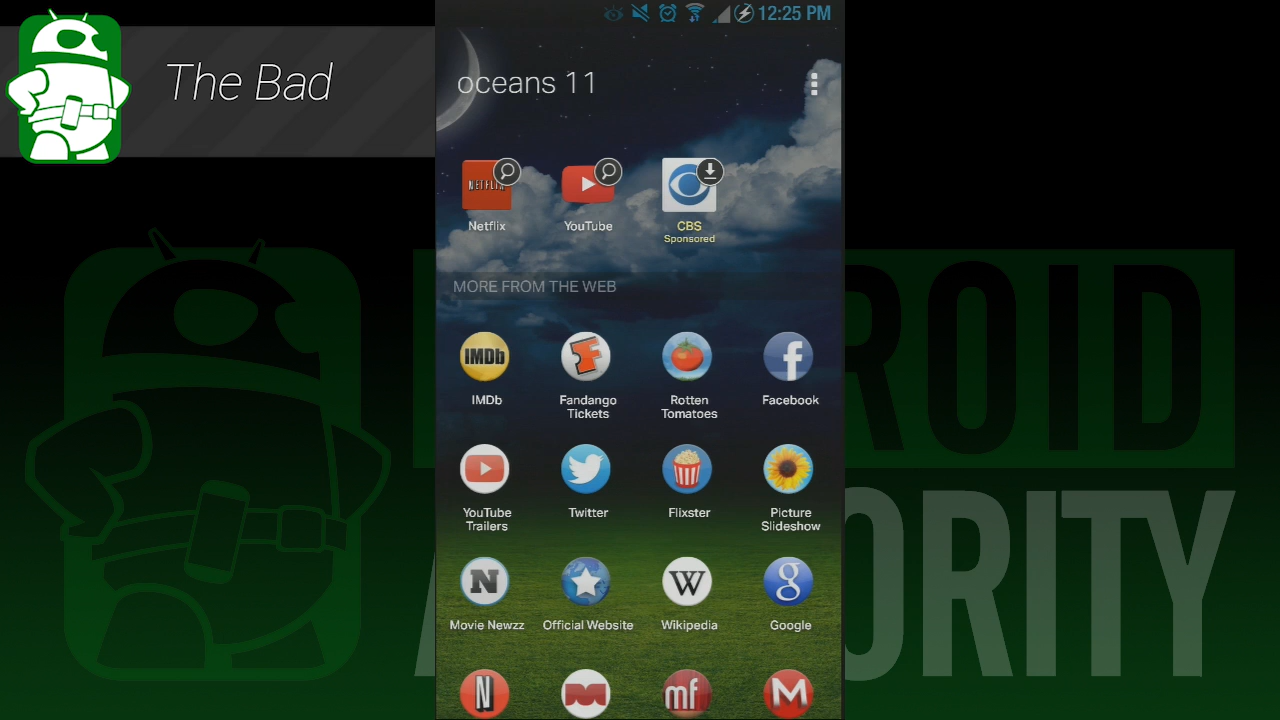 The Bad
12:25 PM
oceans 11
NETFLIX
Netflix
YouTube
CBS
Sponsored
MORE FROM THE WEB
IMDb
F
f
IMDb
Fandango
Tickets
Rotten
Tomatoes
Facebook
YouTube
Trailers
Twitter
Flixster
Picture
Slideshow
N
W
g
Movie Newzz
Official Website
Wikipedia
Google
N
mf
M
ROID
ORITY